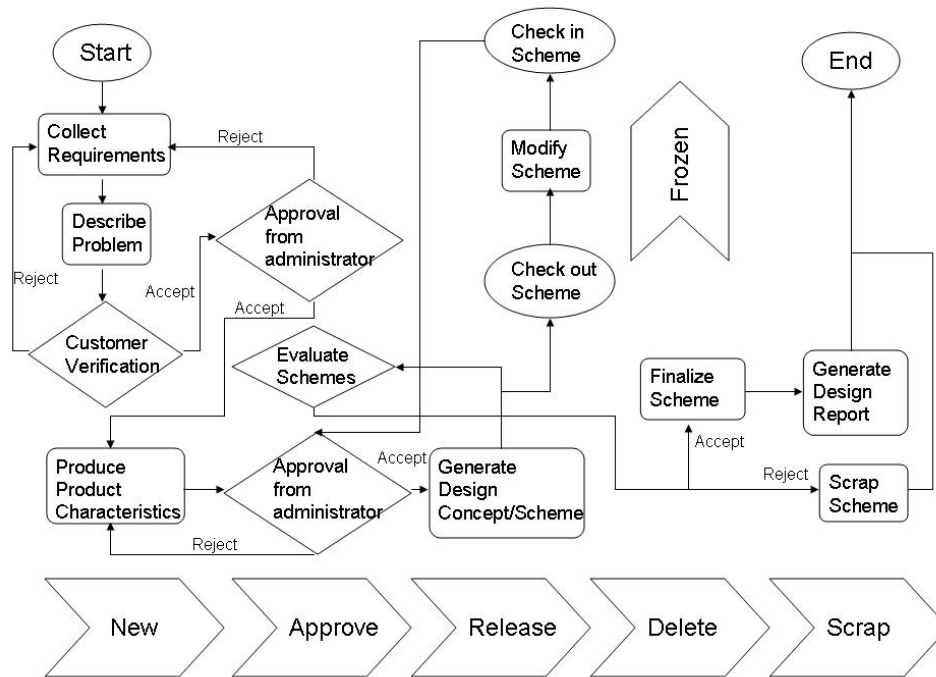 Start
Collect
Requirements
Describe
Problem
Customer
Verification
Reject
Accept
Reject
Approval
from
administrator
Accept
Produce
Product
Characteristics
Approval
from
administrator
Reject
Accept
Generate
Design
Concept/Scheme
Evaluate
Schemes
Check out
Scheme
Modify
Scheme
Check in
Scheme
Frozen
Finalize
Scheme
Accept
Reject
Generate
Design
Report
Scrap
Scheme
End
New
Approve
Release
Delete
Scrap